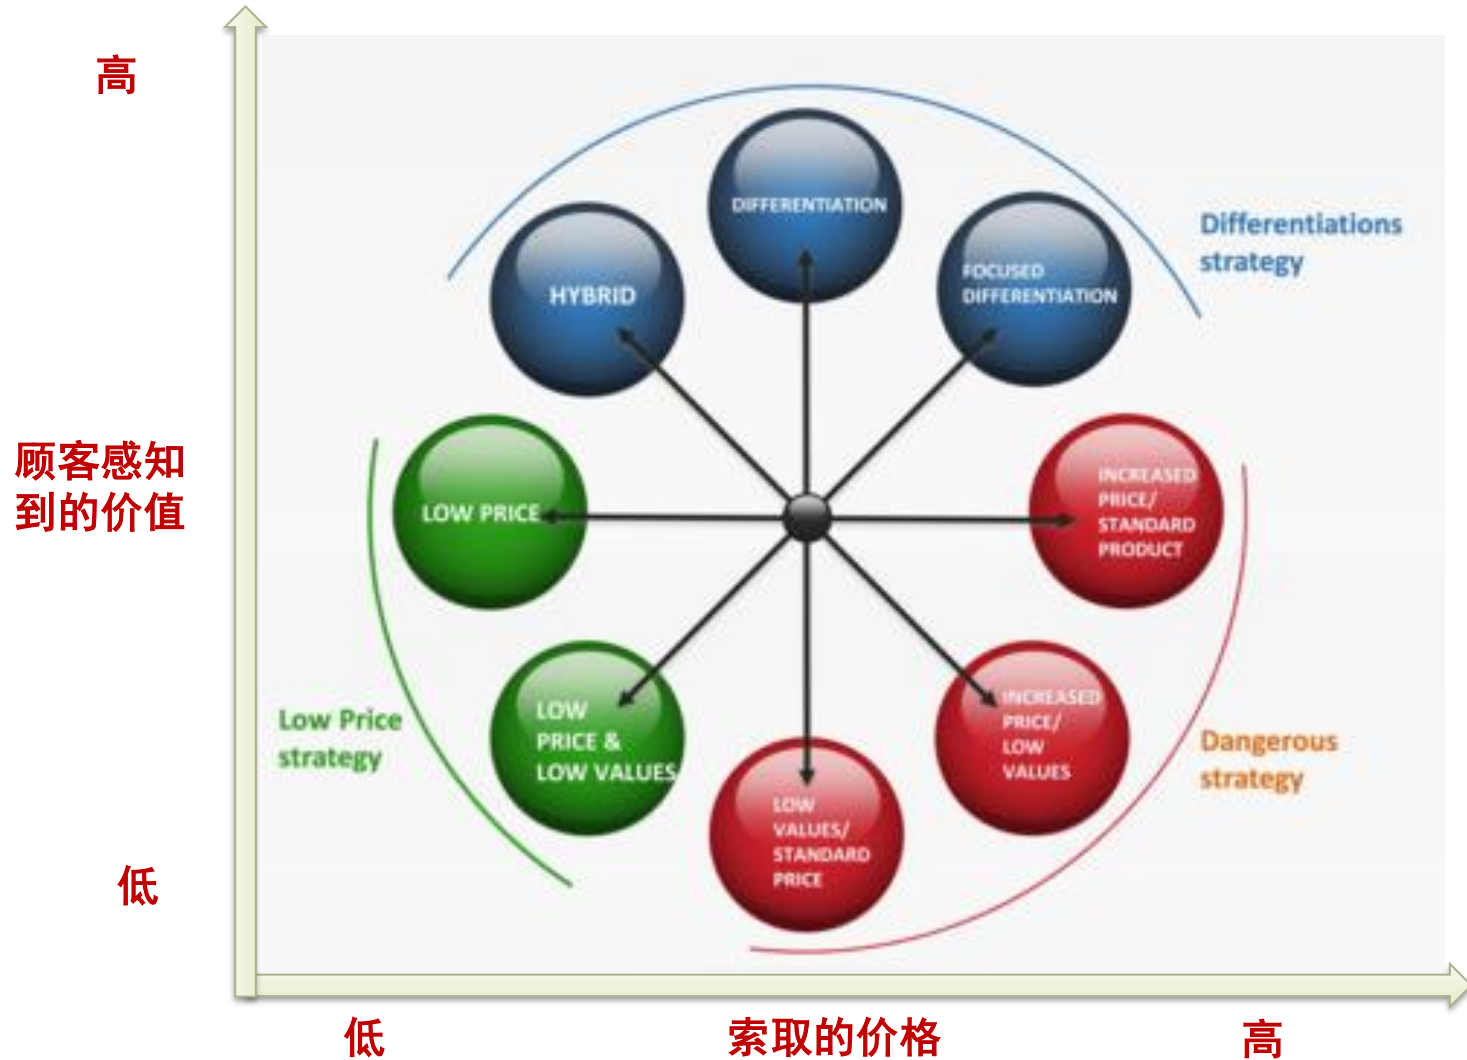 高
DIFFERENTIATION
Differentiations
strategy
FOCUSED
DIFFERENTIATION
HYBRID
顾客感知
到的价值
LOW PRICE
INCREASED
PRICE/
STANDARD
PRODUCT
Low Price
strategy
LOW
PRICE &
LOW VALUES
INCREASED
PRICE/
LOW
VALUES
Dangerous
strategy
LOW
VALUES/
STANDARD
PRICE
低
低
索取的价格
高